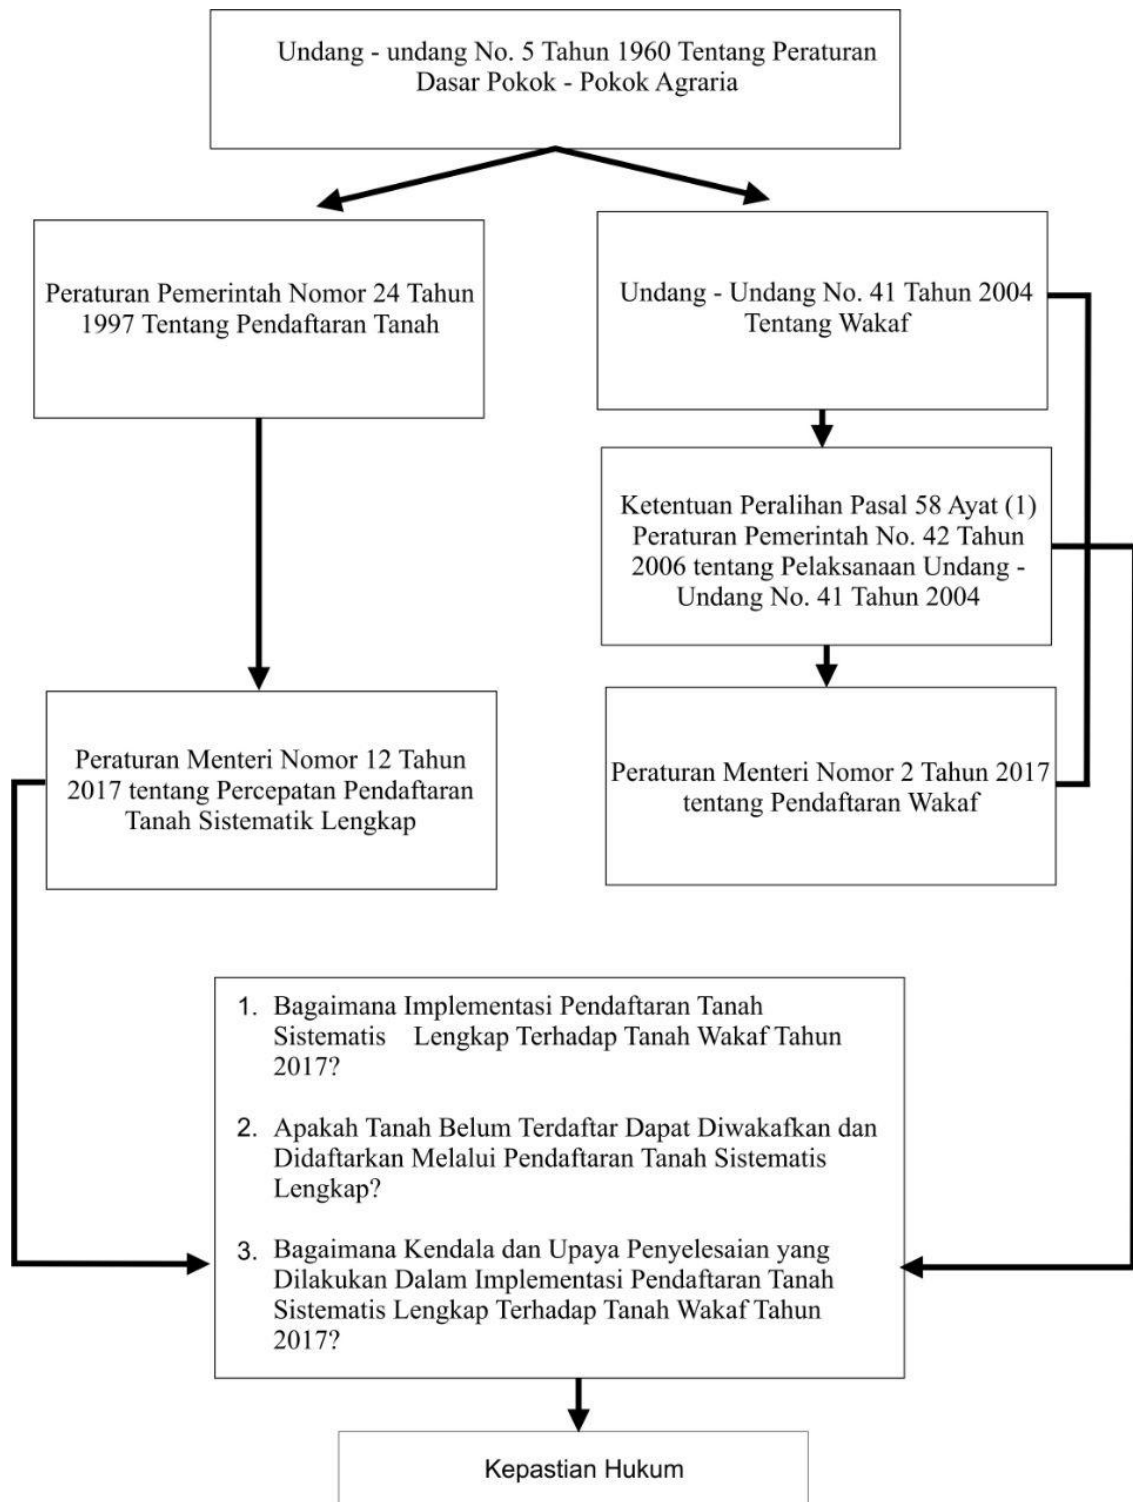 Undang - undang No. 5 Tahun 1960 Tentang Peraturan
Dasar Pokok - Pokok Agraria
Peraturan Pemerintah Nomor 24 Tahun
1997 Tentang Pendaftaran Tanah
Undang - Undang No. 41 Tahun 2004
Tentang Wakaf
Ketentuan Peralihan Pasal 58 Ayat (1)
Peraturan Pemerintah No. 42 Tahun
2006 tentang Pelaksanaan Undang -
Undang No. 41 Tahun 2004
Peraturan Menteri Nomor 12 Tahun
2017 tentang Percepatan Pendaftaran
Tanah Sistematik Lengkap
Peraturan Menteri Nomor 2 Tahun 2017
tentang Pendaftaran Wakaf
1. Bagaimana Implementasi Pendaftaran Tanah
Sistematis Lengkap Terhadap Tanah Wakaf Tahun
2017?
2. Apakah Tanah Belum Terdaftar Dapat Diwakafkan dan
Didaftarkan Melalui Pendaftaran Tanah Sistematis
Lengkap?
3. Bagaimana Kendala dan Upaya Penyelesaian yang
Dilakukan Dalam Implementasi Pendaftaran Tanah
Sistematis Lengkap Terhadap Tanah Wakaf Tahun
2017?
Kepastian Hukum